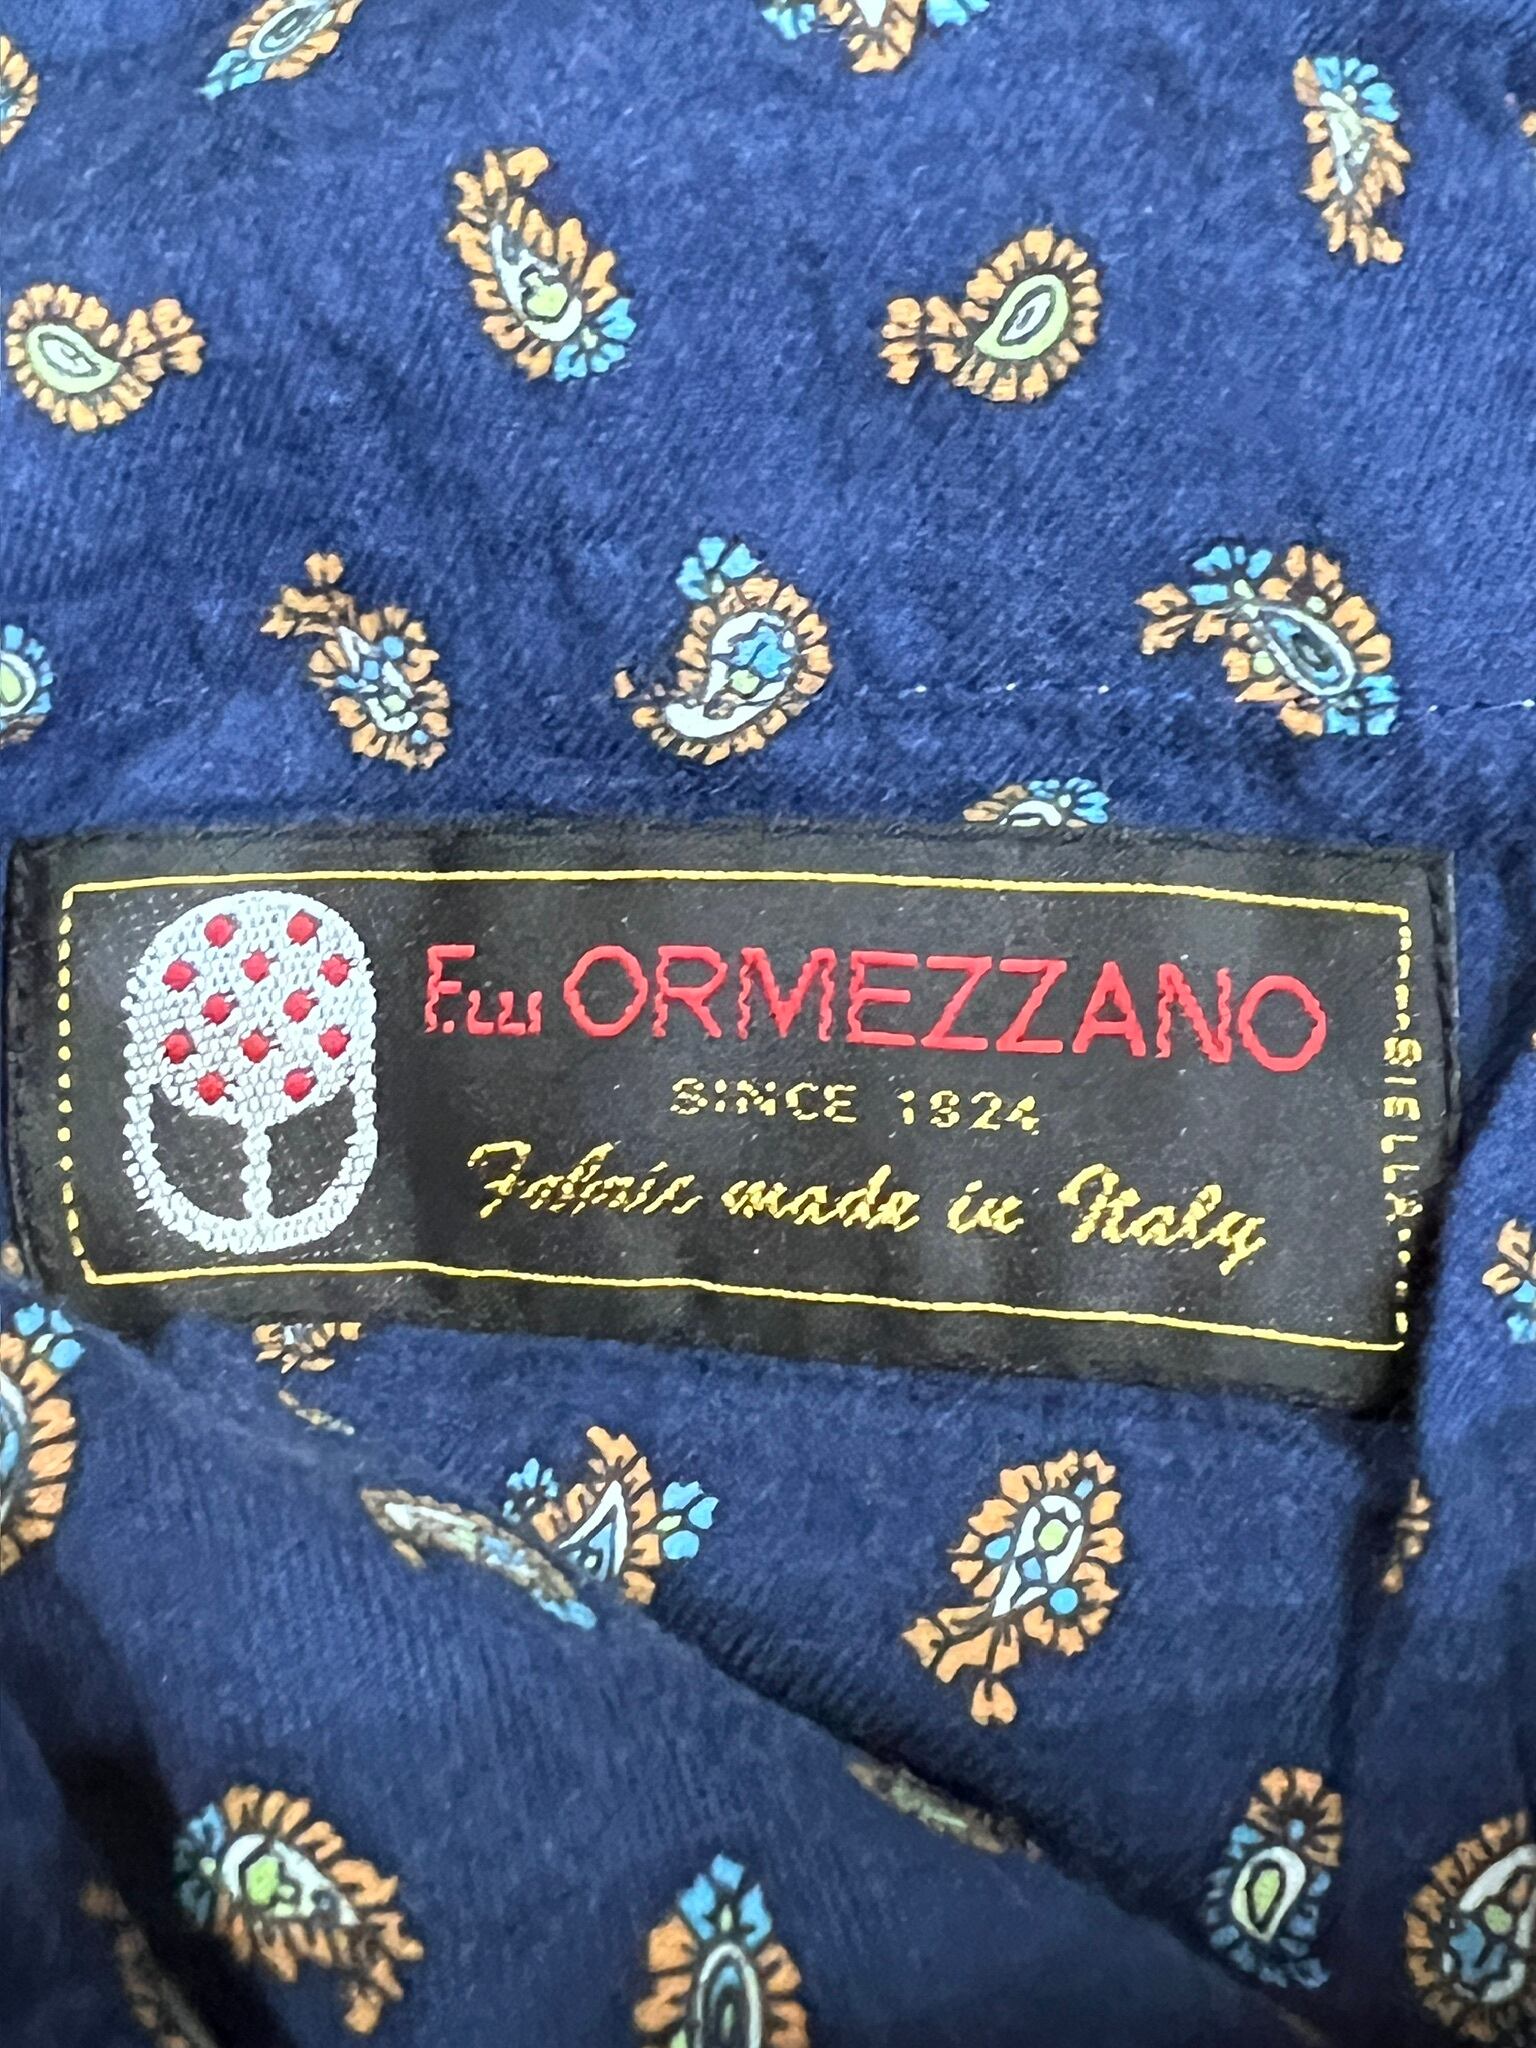 F.LLI ORMEZZANO
SINCE 1824
Fabric made in Italy
BIELLA